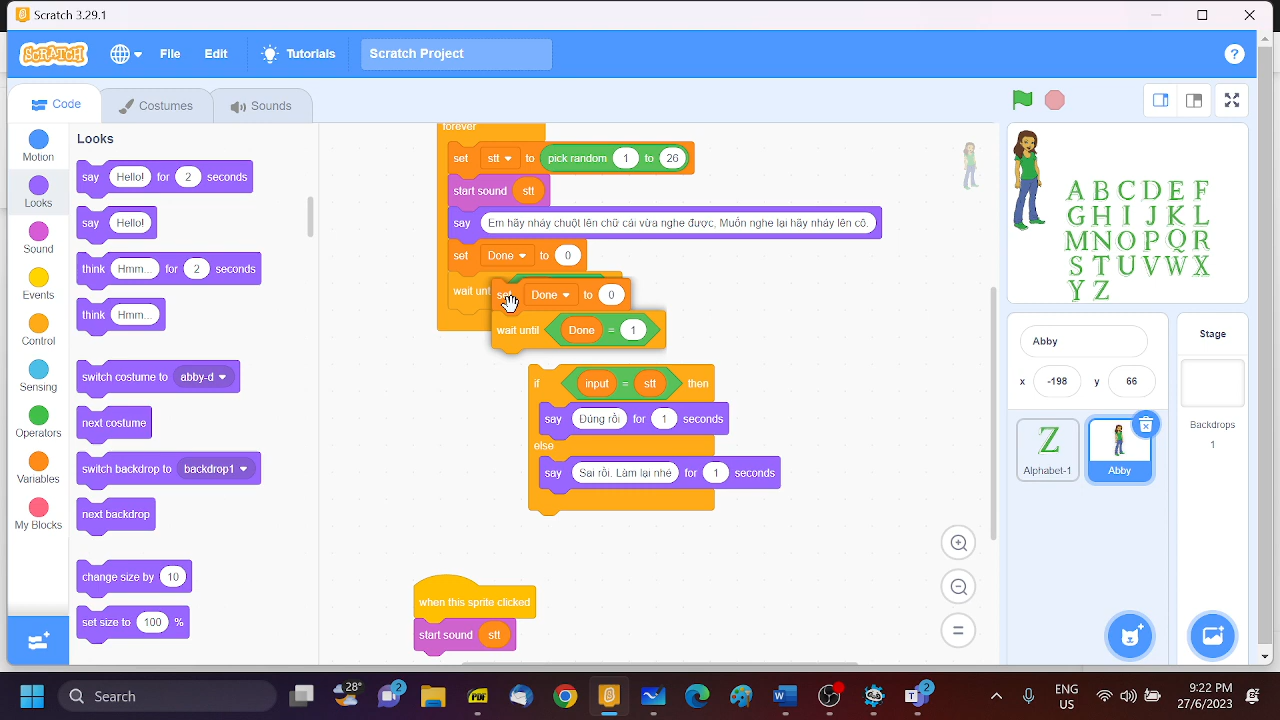 Scratch 3.29.1
SCRATCH File Edit Tutorials Scratch Project ?
Code Costumes Sounds
Motion
Looks
Sound
Events
Control
Sensing
Operators
Variables
My Blocks
Looks
say Hello! for 2 seconds
say Hello!
think Hmm... for 2 seconds
think Hmm...
switch costume to abby-d
next costume
switch backdrop to backdrop1
next backdrop
change size by 10
set size to 100 %
forever
set stt to pick random 1 to 26
start sound stt
say Em hãy nháy chuột lên chữ cái vừa nghe được, Muốn nghe lại hãy nháy lên cô.
set Done to 0
wait until
set Done to 0
wait until Done = 1
if input = stt then
say Đúng rồi for 1 seconds
else
say Sai rồi. Làm lại nhé for 1 seconds
when this sprite clicked
start sound stt
A B C D E F
G H I J K L
M N O P Q R
S T U V W X
Y Z
Abby
x -198 y 66
Z
Alphabet-1
Abby
Stage
Backdrops
1
Search
28°
2
PDF
2
ENG
US
9:22 PM
27/6/2023